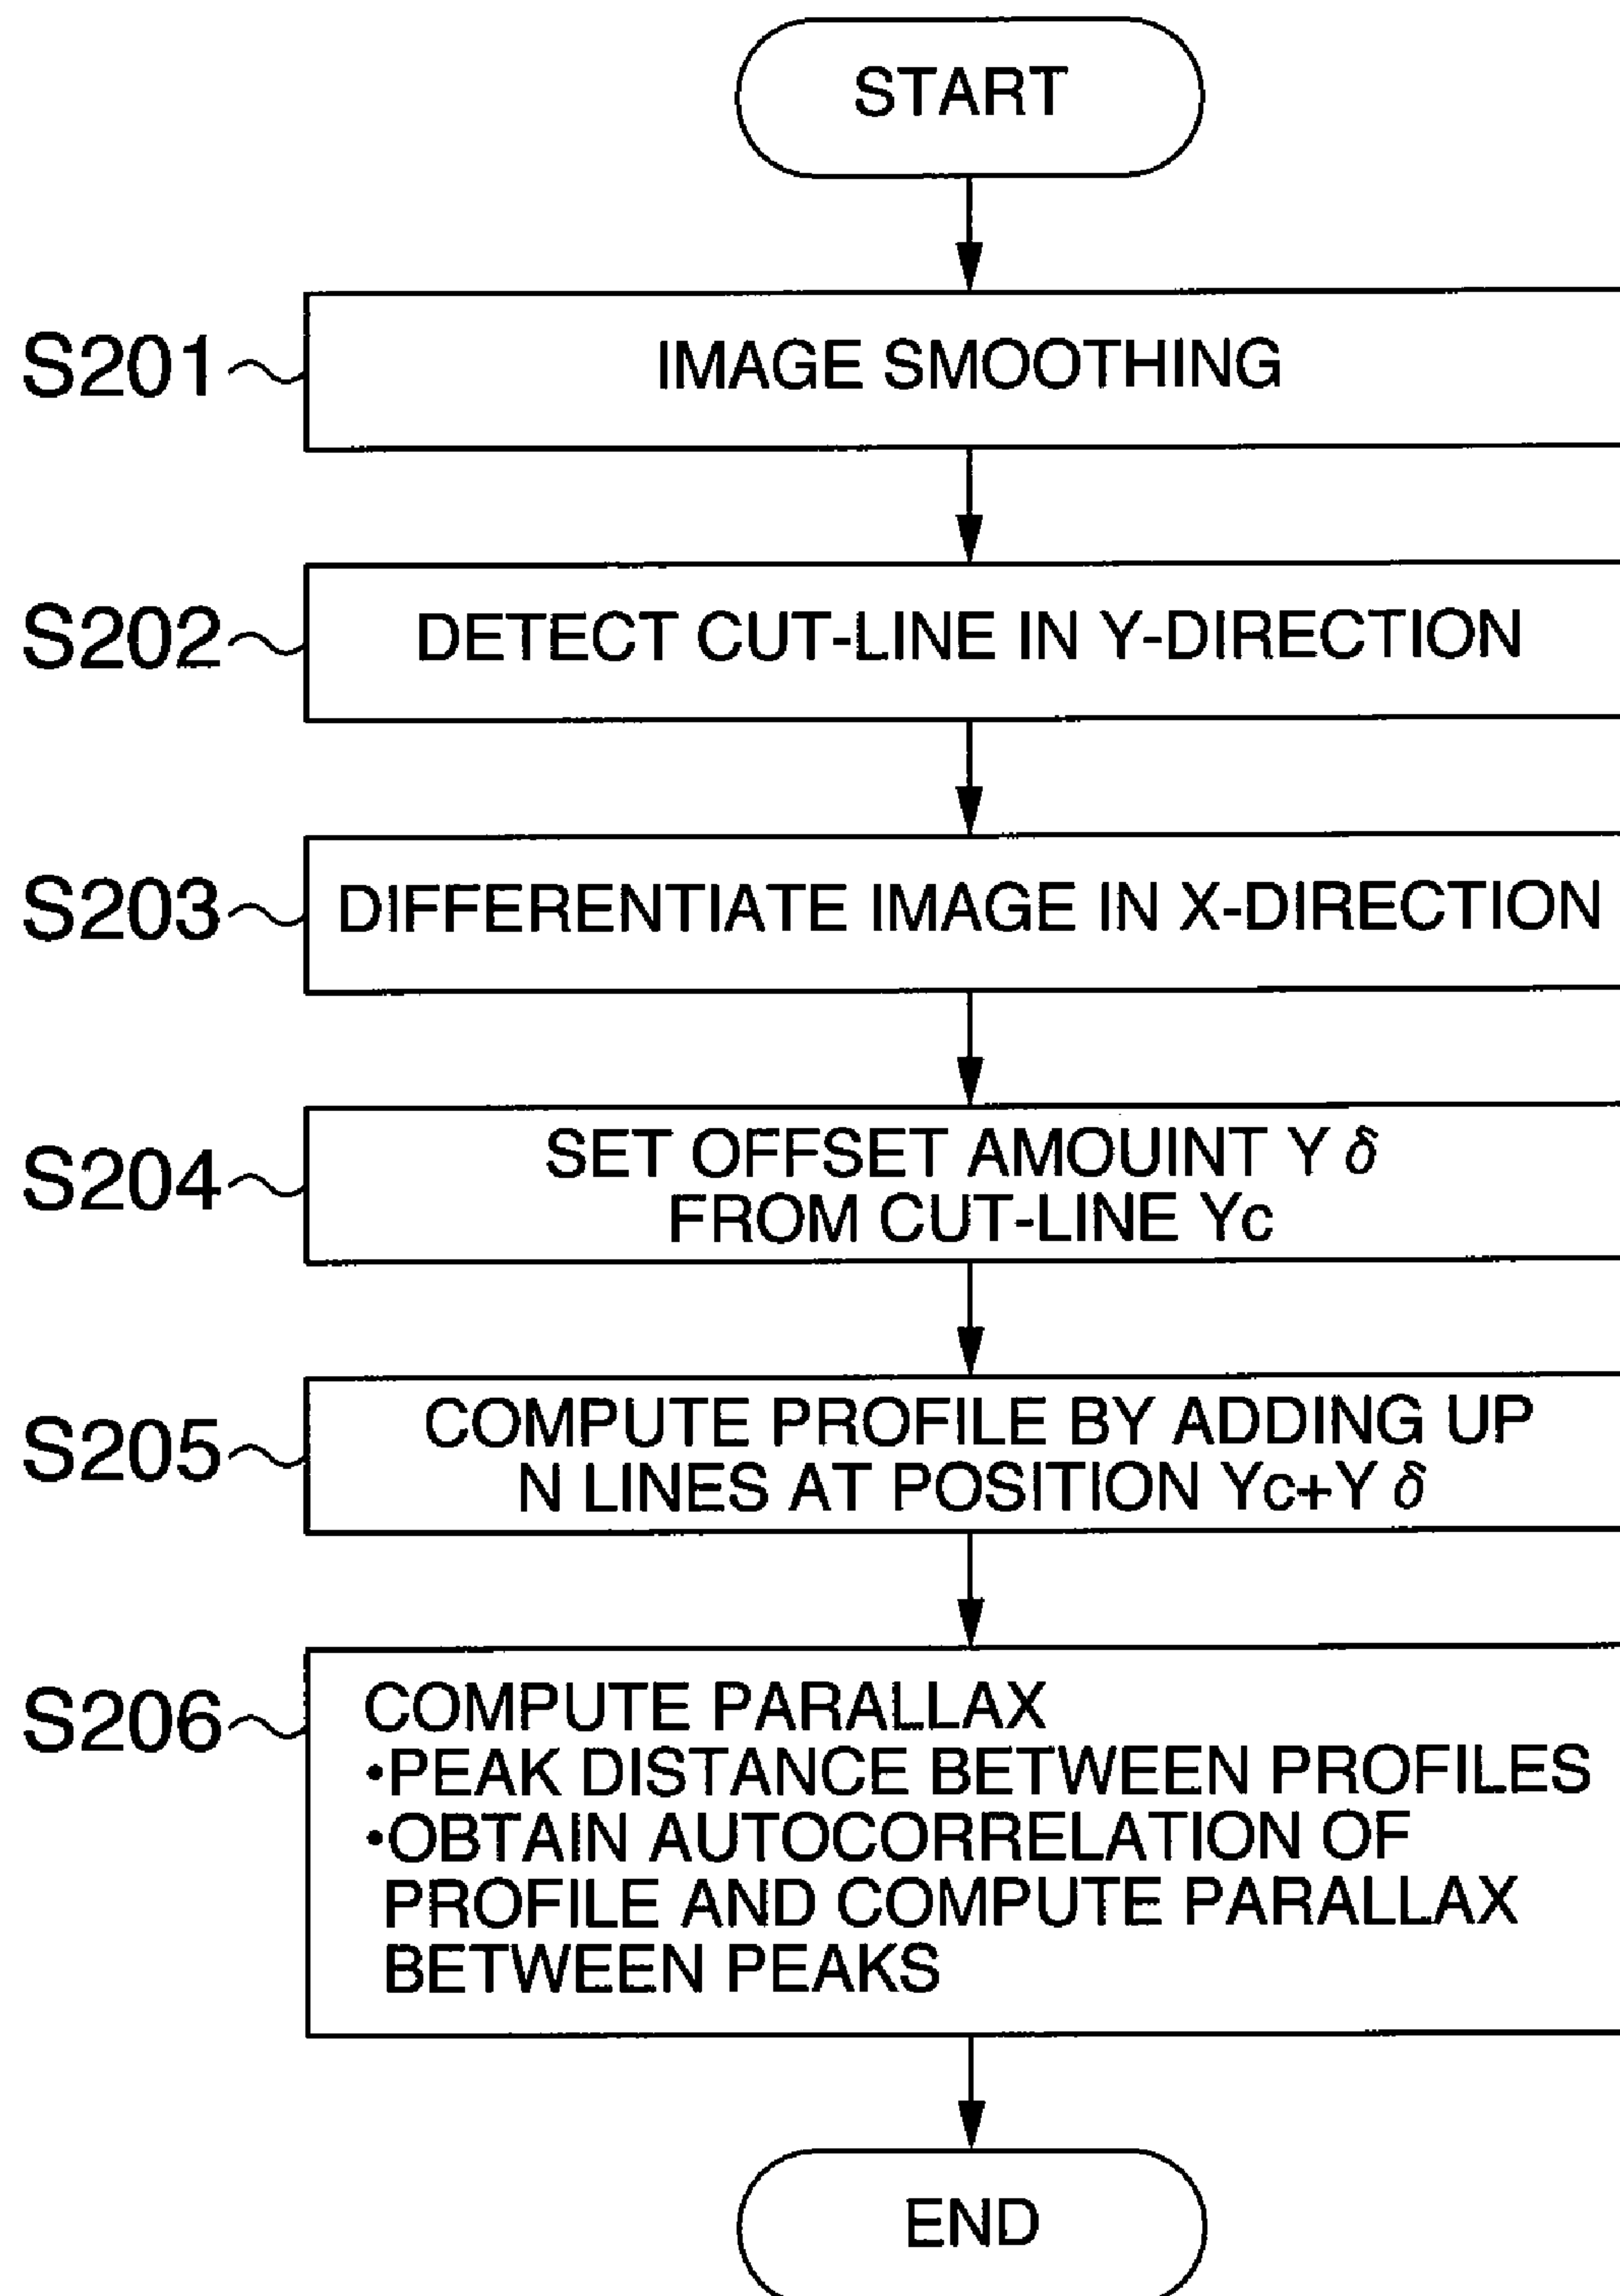 START
S201
IMAGE SMOOTHING
S202
DETECT CUT-LINE IN Y-DIRECTION
S203
DIFFERENTIATE IMAGE IN X-DIRECTION
S204
SET OFFSET AMOUINT Y δ
FROM CUT-LINE Yc
S205
COMPUTE PROFILE BY ADDING UP
N LINES AT POSITION Yc+Y δ
S206
COMPUTE PARALLAX
•PEAK DISTANCE BETWEEN PROFILES
•OBTAIN AUTOCORRELATION OF
PROFILE AND COMPUTE PARALLAX
BETWEEN PEAKS
END